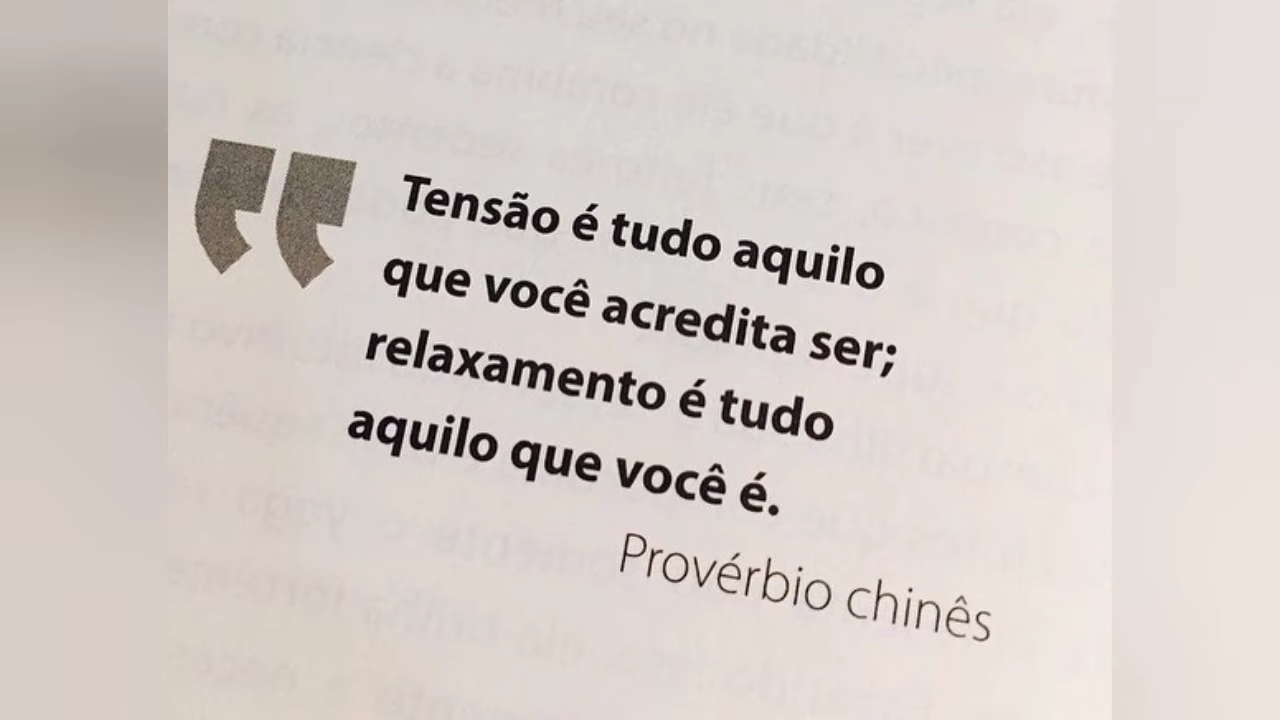 Tensão é tudo aquilo
que você acredita ser;
relaxamento é tudo
aquilo que você é.
Provérbio chinês